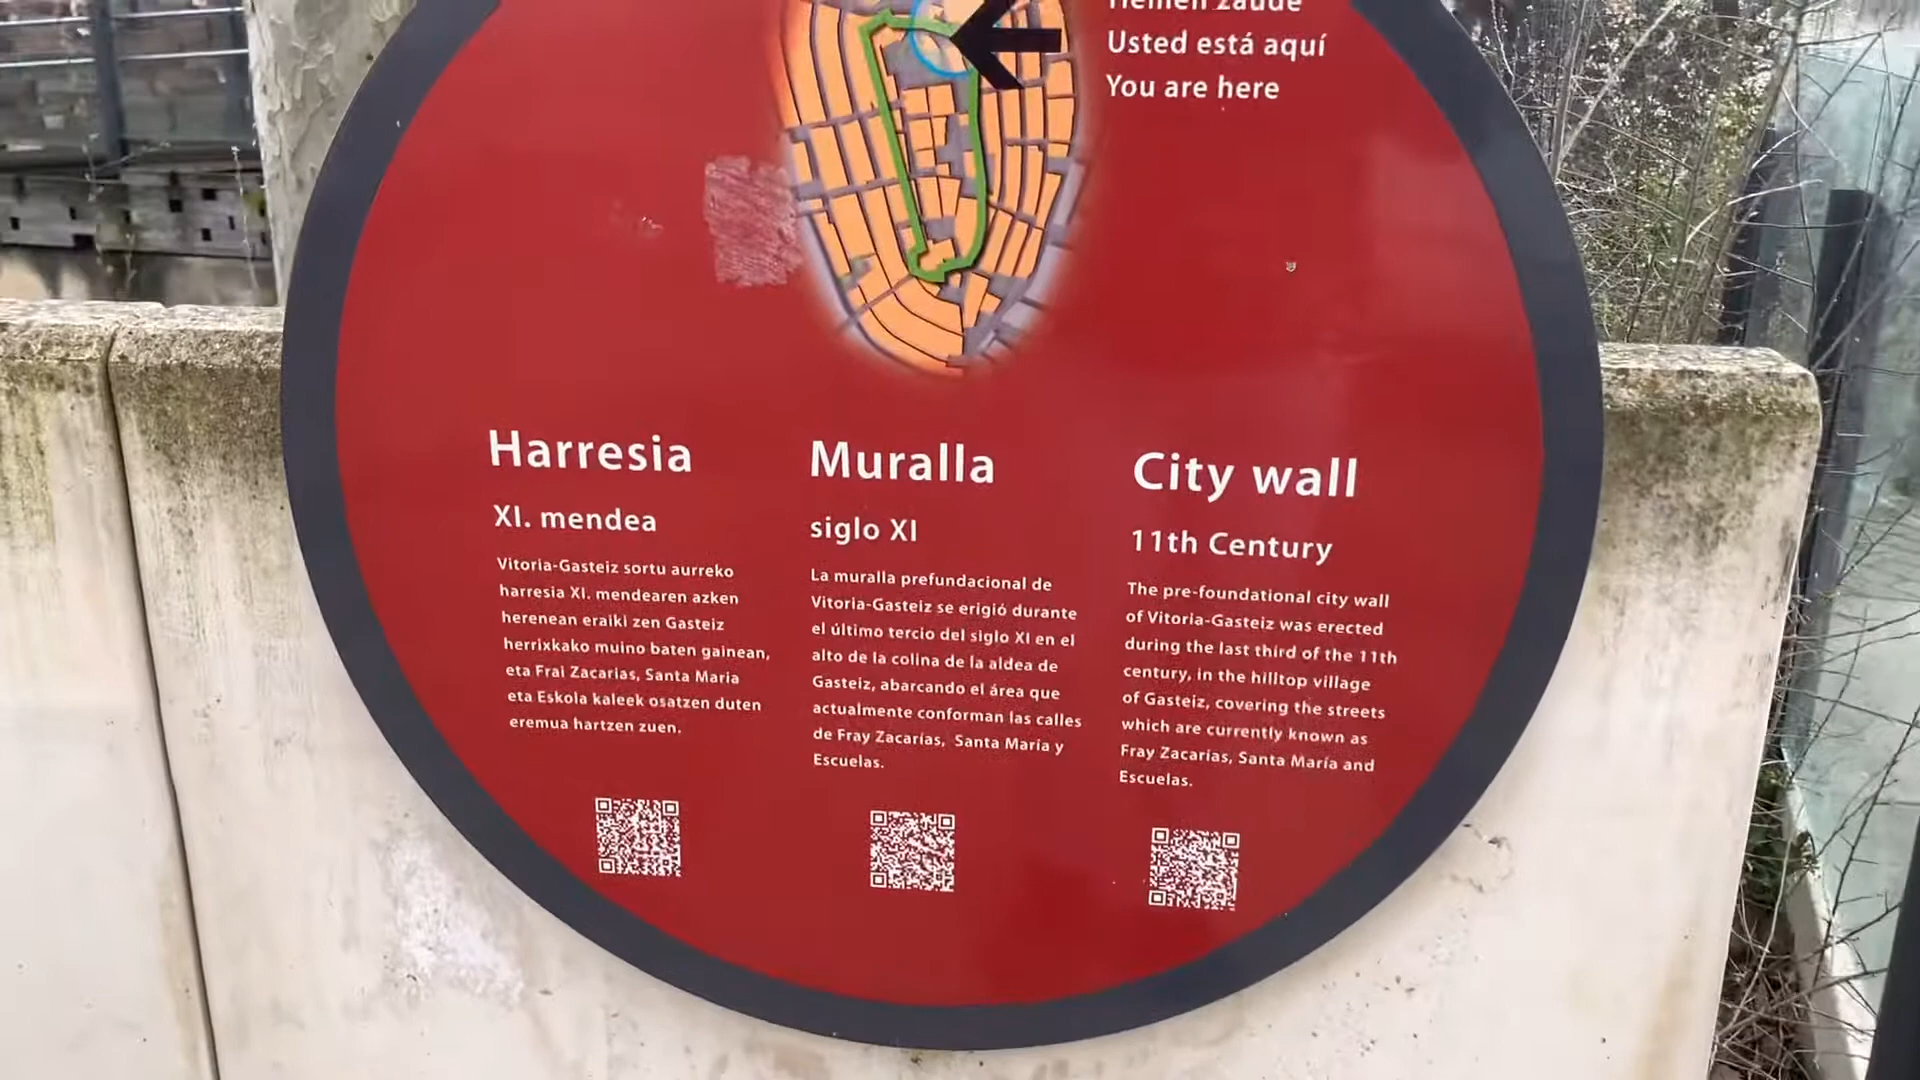 Hemen zaude
Usted está aquí
You are here
Harresia
XI. mendea
Vitoria-Gasteiz sortu aurreko
harresia XI. mendearen azken
herenean eraiki zen Gasteiz
herrixkako muino baten gainean,
eta Frai Zacarias, Santa Maria
eta Eskola kaleek osatzen duten
eremua hartzen zuen.
Muralla
siglo XI
La muralla prefundacional de
Vitoria-Gasteiz se erigió durante
el último tercio del siglo XI en el
alto de la colina de la aldea de
Gasteiz, abarcando el área que
actualmente conforman las calles
de Fray Zacarías, Santa María y
Escuelas.
City wall
11th Century
The pre-foundational city wall
of Vitoria-Gasteiz was erected
during the last third of the 11th
century, in the hilltop village
of Gasteiz, covering the streets
which are currently known as
Fray Zacarías, Santa María and
Escuelas.